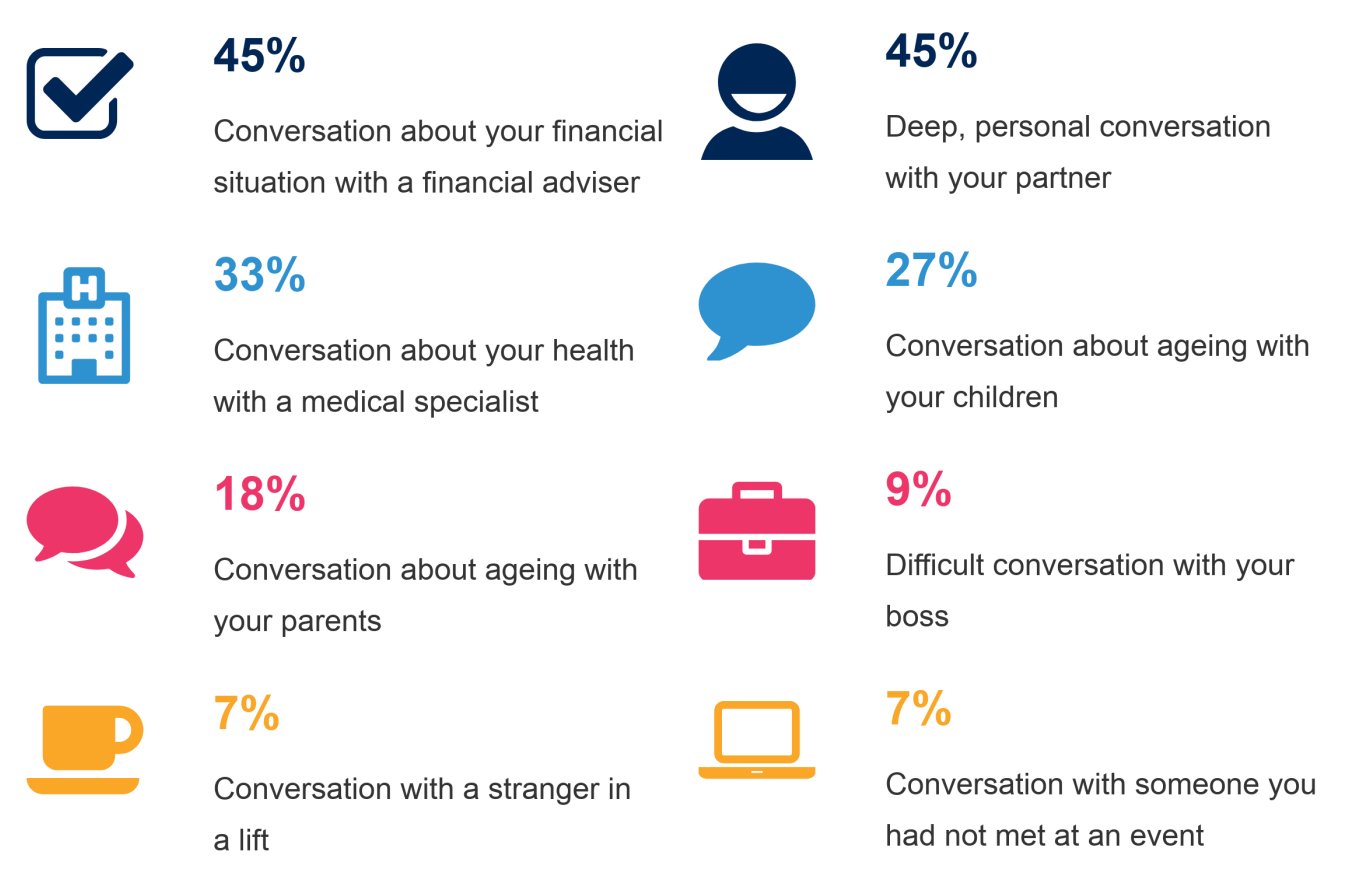 45%
Conversation about your financial
situation with a financial adviser
45%
Deep, personal conversation
with your partner
H
33%
Conversation about your health
with a medical specialist
27%
Conversation about ageing with
your children
18%
Conversation about ageing with
your parents
9%
Difficult conversation with your
boss
7%
Conversation with a stranger in
a lift
7%
Conversation with someone you
had not met at an event